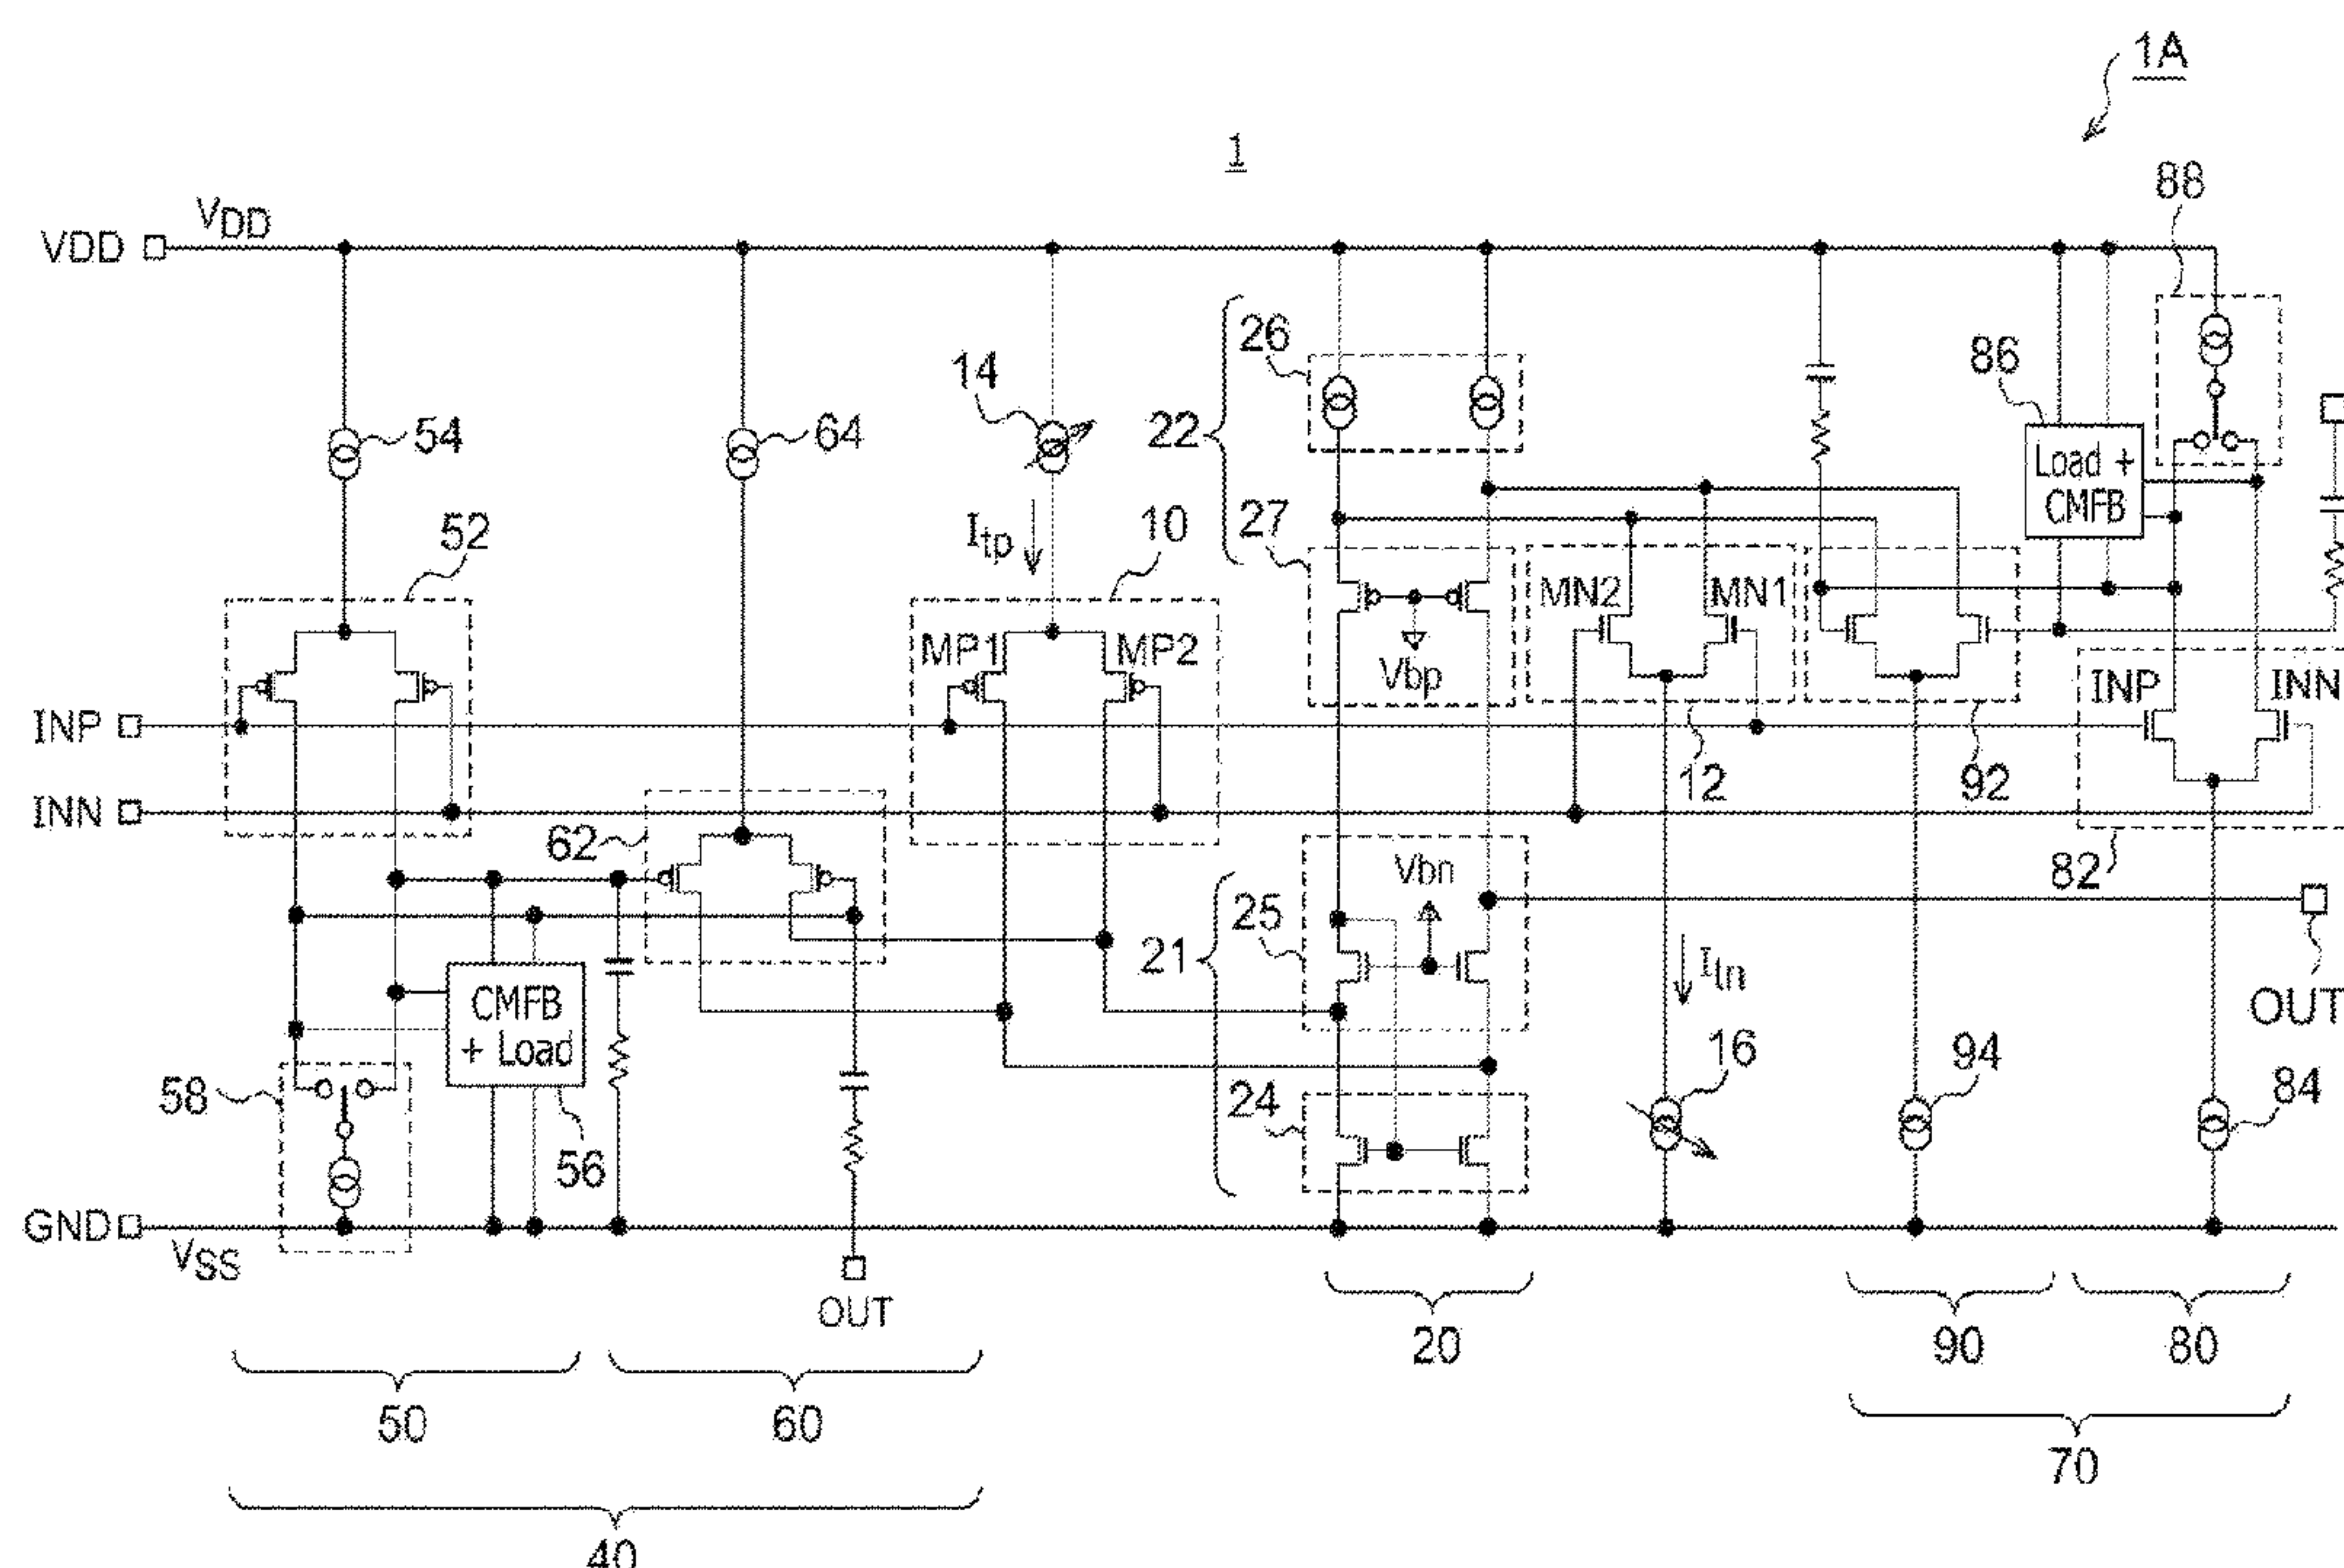 1A
1
88
VDD
VDD
26
14
86
54
64
22
Load +
CMFB
52
Itp
10
27
MP1
MP2
MN2
MN1
Vbp
INP
INN
INP
12
92
INN
62
Vbn
82
25
21
Itn
OUT
CMFB
+ Load
58
24
16
94
84
56
GND
VSS
OUT
20
90
80
50
60
70
40